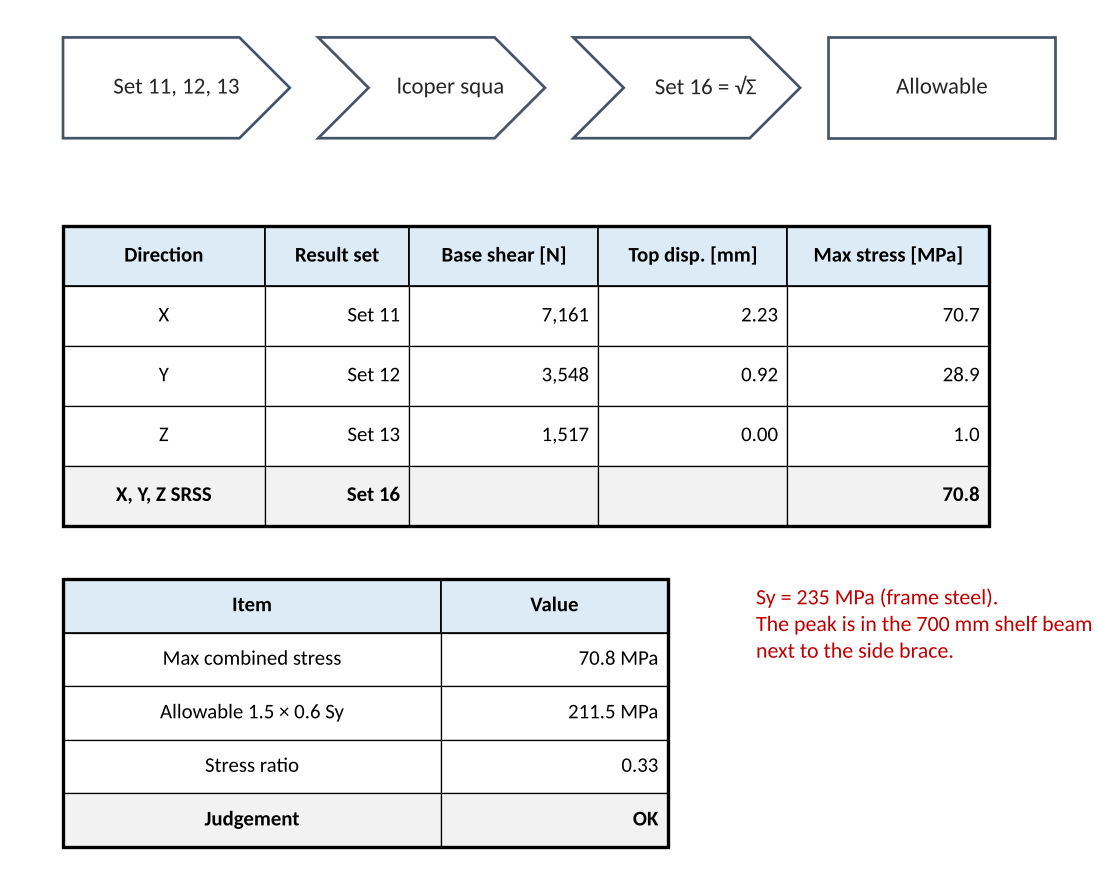 Set 11, 12, 13
lcoper squa
Set 16 = √Σ
Allowable
Direction Result set Base shear [N] Top disp. [mm] Max stress [MPa]
X Set 11 7,161 2.23 70.7
Y Set 12 3,548 0.92 28.9
Z Set 13 1,517 0.00 1.0
X, Y, Z SRSS Set 16 70.8
Item Value
Max combined stress 70.8 MPa
Allowable 1.5 × 0.6 Sy 211.5 MPa
Stress ratio 0.33
Judgement OK
Sy = 235 MPa (frame steel).
The peak is in the 700 mm shelf beam
next to the side brace.